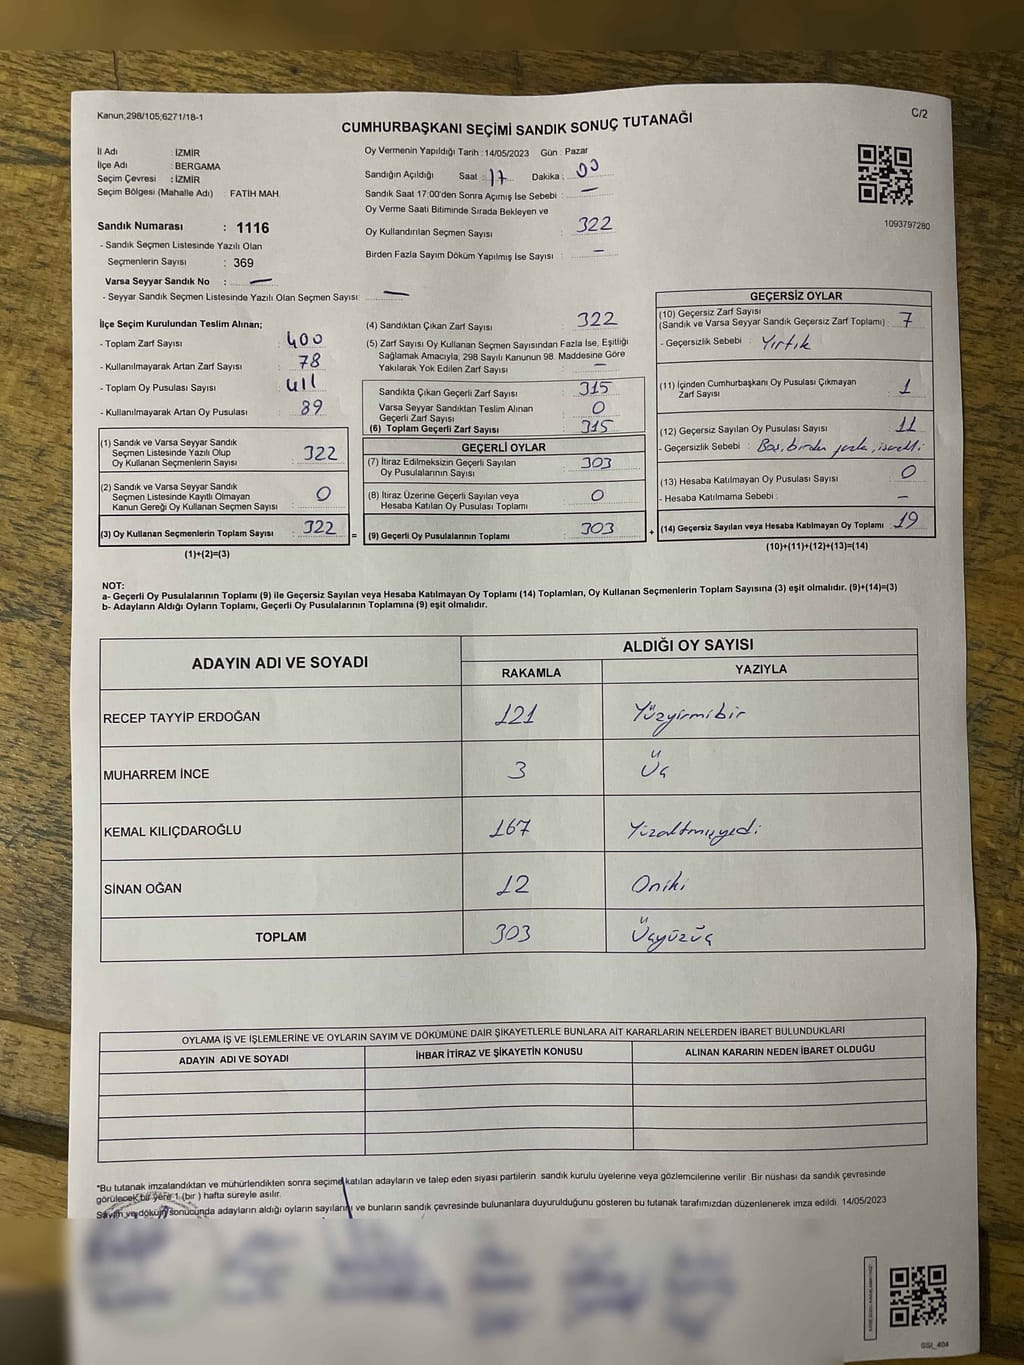 Kanun,298/105;6271/18-1
C/2
CUMHURBAŞKANI SEÇİMİ SANDIK SONUÇ TUTANAĞI
İl Adı : İZMİR
İlçe Adı : BERGAMA
Seçim Çevresi : İZMİR
Seçim Bölgesi (Mahalle Adı) : FATİH MAH.
Oy Vermenin Yapıldığı Tarih : 14/05/2023 Gün : Pazar
Sandığın Açıldığı Saat : 17 Dakika : 00
Sandık Saat 17:00'den Sonra Açımış İse Sebebi : —
Oy Verme Saati Bitiminde Sırada Bekleyen ve
Oy Kullandırılan Seçmen Sayısı : 322
Birden Fazla Sayım Döküm Yapılmış İse Sayısı : —
1093797280
Sandık Numarası : 1116
- Sandık Seçmen Listesinde Yazılı Olan
Seçmenlerin Sayısı : 369
Varsa Seyyar Sandık No : —
- Seyyar Sandık Seçmen Listesinde Yazılı Olan Seçmen Sayısı: —
İlçe Seçim Kurulundan Teslim Alınan;
- Toplam Zarf Sayısı : 400
- Kullanılmayarak Artan Zarf Sayısı : 78
- Toplam Oy Pusulası Sayısı : 411
- Kullanılmayarak Artan Oy Pusulası : 89
(1) Sandık ve Varsa Seyyar Sandık
Seçmen Listesinde Yazılı Olup
Oy Kullanan Seçmenlerin Sayısı : 322
(2) Sandık ve Varsa Seyyar Sandık
Seçmen Listesinde Kayıtlı Olmayan
Kanun Gereği Oy Kullanan Seçmen Sayısı : 0
(3) Oy Kullanan Seçmenlerin Toplam Sayısı : 322
(1)+(2)=(3)
=
(4) Sandıktan Çıkan Zarf Sayısı : 322
(5) Zarf Sayısı Oy Kullanan Seçmen Sayısından Fazla İse, Eşitliği
Sağlamak Amacıyla, 298 Sayılı Kanunun 98. Maddesine Göre
Yakılarak Yok Edilen Zarf Sayısı : —
Sandıkta Çıkan Geçerli Zarf Sayısı : 315
Varsa Seyyar Sandıktan Teslim Alınan
Geçerli Zarf Sayısı : 0
(6) Toplam Geçerli Zarf Sayısı : 315
GEÇERLİ OYLAR
(7) İtiraz Edilmeksizin Geçerli Sayılan
Oy Pusulalarının Sayısı : 303
(8) İtiraz Üzerine Geçerli Sayılan veya
Hesaba Katılan Oy Pusulası Toplamı : 0
(9) Geçerli Oy Pusulalarının Toplamı : 303
+
GEÇERSİZ OYLAR
(10) Geçersiz Zarf Sayısı
(Sandık ve Varsa Seyyar Sandık Geçersiz Zarf Toplamı) : 7
- Geçersizlik Sebebi : Yırtık
(11) İçinden Cumhurbaşkanı Oy Pusulası Çıkmayan
Zarf Sayısı : 1
(12) Geçersiz Sayılan Oy Pusulası Sayısı : 11
- Geçersizlik Sebebi : Boş, birden fazla, isaretli
(13) Hesaba Katılmayan Oy Pusulası Sayısı : 0
- Hesaba Katılmama Sebebi : —
(14) Geçersiz Sayılan veya Hesaba Katılmayan Oy Toplamı : 19
(10)+(11)+(12)+(13)=(14)
NOT:
a- Geçerli Oy Pusulalarının Toplamı (9) ile Geçersiz Sayılan veya Hesaba Katılmayan Oy Toplamı (14) Toplamları, Oy Kullanan Seçmenlerin Toplam Sayısına (3) eşit olmalıdır. (9)+(14)=(3)
b- Adayların Aldığı Oyların Toplamı, Geçerli Oy Pusulalarının Toplamına (9) eşit olmalıdır.
ADAYIN ADI VE SOYADI
ALDIĞI OY SAYISI
RAKAMLA YAZIYLA
RECEP TAYYİP ERDOĞAN 121 Yüzyirmibir
MUHARREM İNCE 3 Üç
KEMAL KILIÇDAROĞLU 167 Yüzaltmışyedi
SİNAN OĞAN 12 Oniki
TOPLAM 303 Üçyüzüç
OYLAMA İŞ VE İŞLEMLERİNE VE OYLARIN SAYIM VE DÖKÜMÜNE DAİR ŞİKAYETLERLE BUNLARA AİT KARARLARIN NELERDEN İBARET BULUNDUKLARI
ADAYIN ADI VE SOYADI İHBAR İTİRAZ VE ŞİKAYETİN KONUSU ALINAN KARARIN NEDEN İBARET OLDUĞU
*Bu tutanak imzalandıktan ve mühürlendikten sonra seçime katılan adayların ve talep eden siyasi partilerin sandık kurulu üyelerine veya gözlemcilerine verilir. Bir nüshası da sandık çevresinde
görülecek bir yere 1 (bir ) hafta süreyle asılır.
Sayım ve döküm sonucunda adayların aldığı oyların sayılarını ve bunların sandık çevresinde bulunanlara duyurulduğunu gösteren bu tutanak tarafımızdan düzenlenerek imza edildi. 14/05/2023
GSI_404